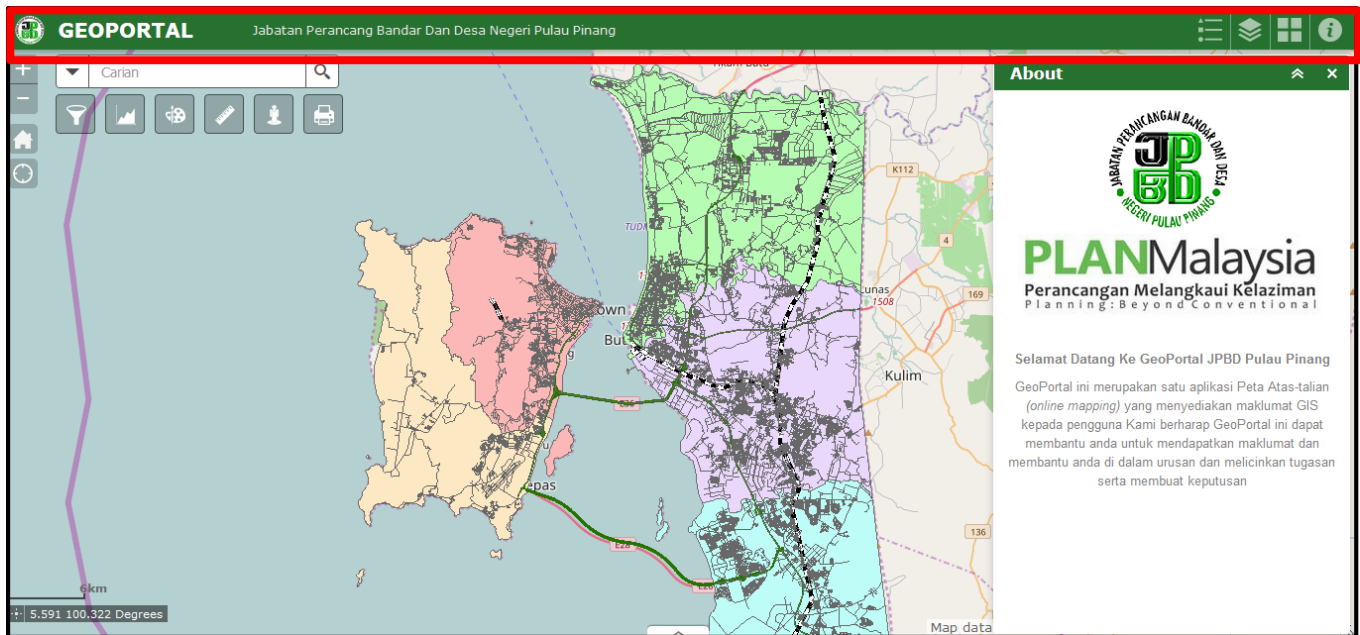 GEOPORTAL
Jabatan Perancang Bandar Dan Desa Negeri Pulau Pinang
Carian
About
JABATAN PERANCANGAN BANDAR DAN DESA
JPBD
NEGERI PULAU PINANG
PLANMalaysia
Perancangan Melangkaui Kelaziman
Planning : Beyond Conventional
Selamat Datang Ke GeoPortal JPBD Pulau Pinang
GeoPortal ini merupakan satu aplikasi Peta Atas-talian
(online mapping) yang menyediakan maklumat GIS
kepada pengguna Kami berharap GeoPortal ini dapat
membantu anda untuk mendapatkan maklumat dan
membantu anda di dalam urusan dan melicinkan tugasan
serta membuat keputusan
K112
4
169
1508
Kulim
E36
136
E28
6km
5.591 100.322 Degrees
Map data